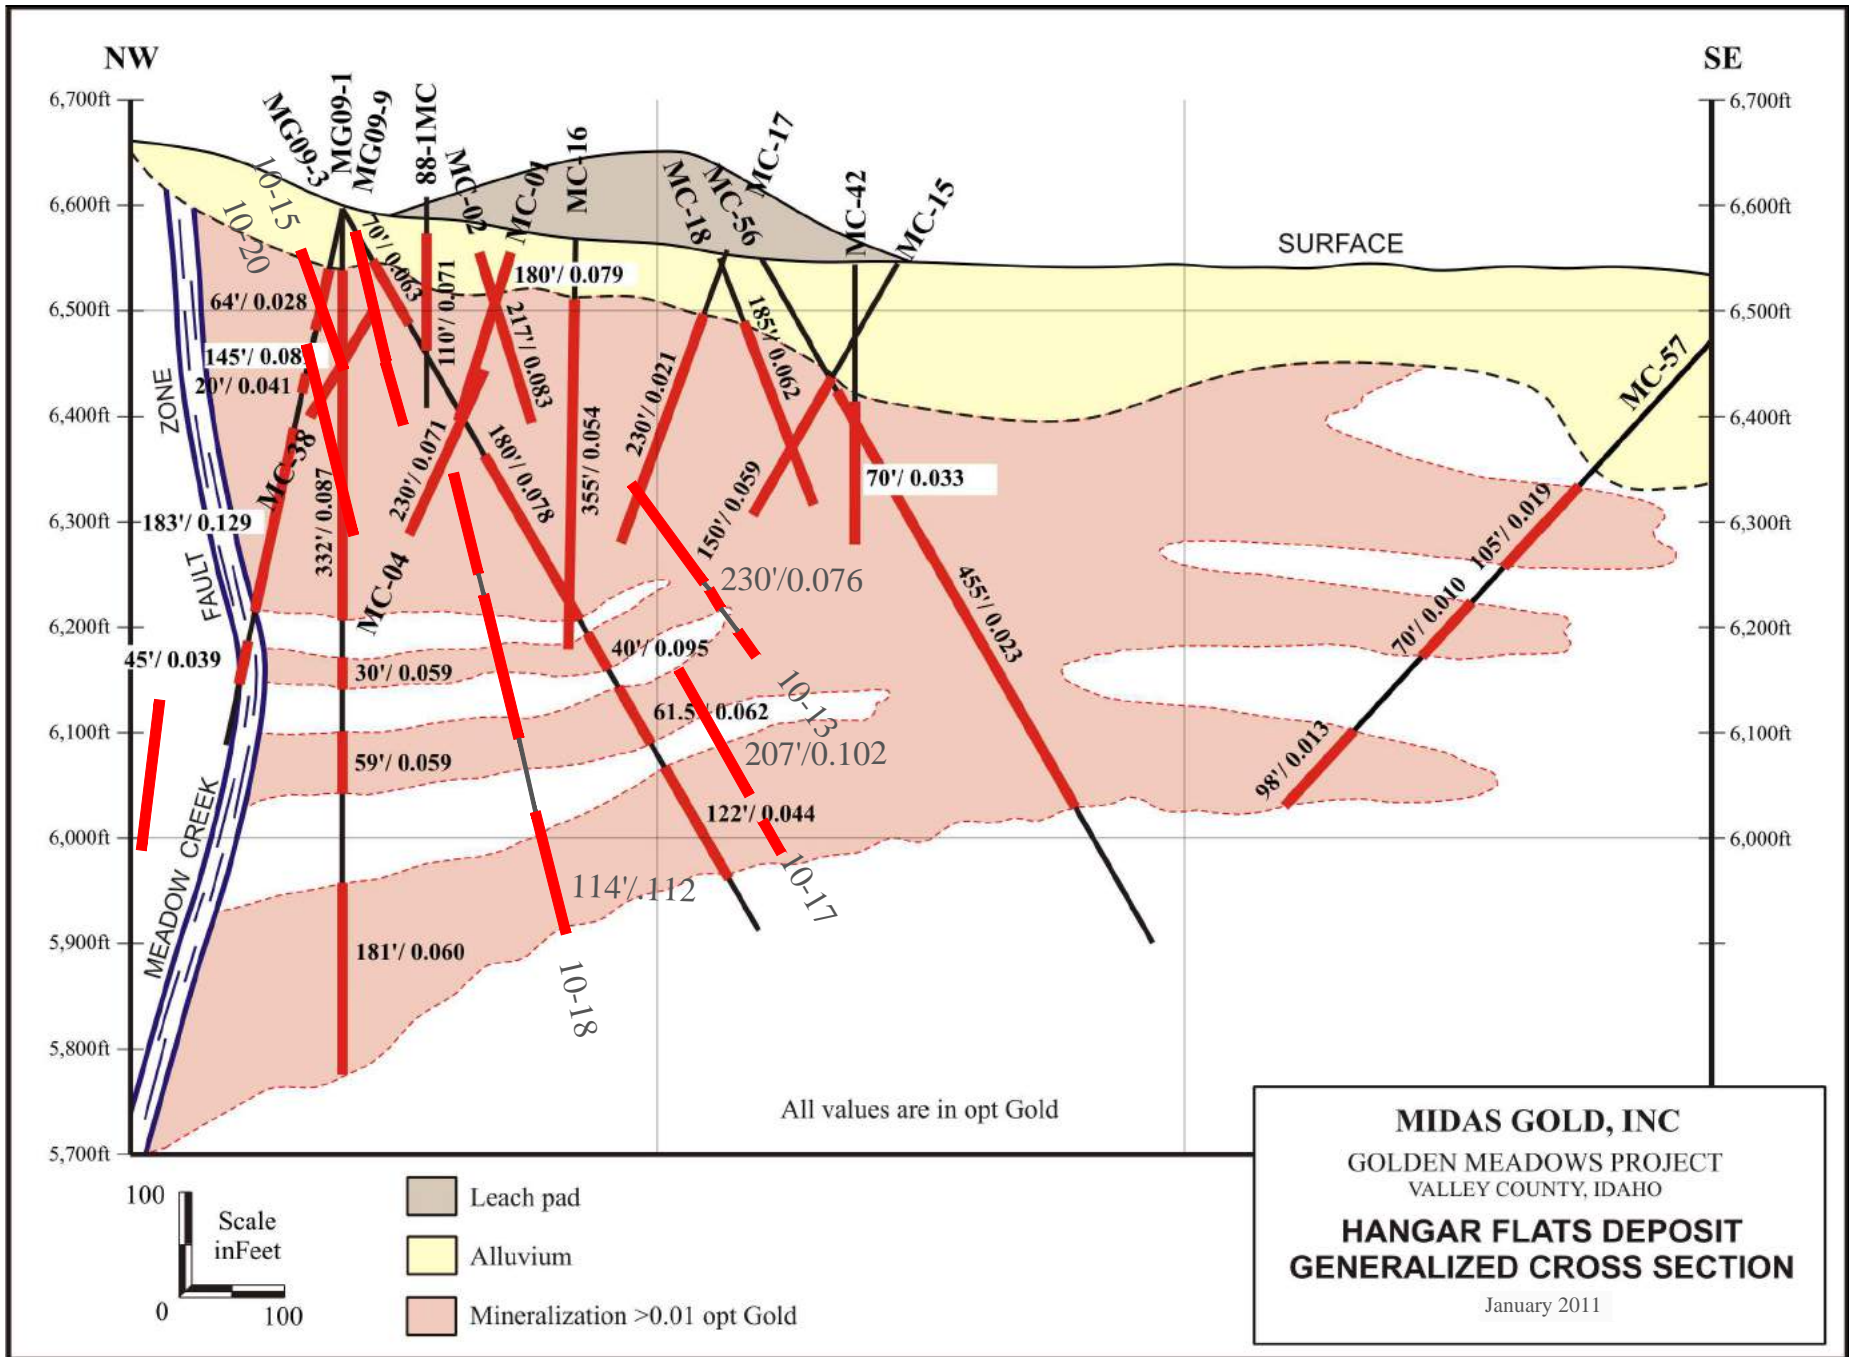 NW
SE
6,700ft
6,600ft
6,500ft
6,400ft
6,300ft
6,200ft
6,100ft
6,000ft
5,900ft
5,800ft
5,700ft
6,700ft
6,600ft
6,500ft
6,400ft
6,300ft
6,200ft
6,100ft
6,000ft
MG09-3
MG09-1
MG09-9
88-1MC
MC-02
MC-01
MC-16
MC-18
MC-56
MC-17
MC-42
MC-15
MC-57
10-15
10-20
SURFACE
70'/ 0.063
110'/ 0.071
180'/ 0.079
217'/ 0.083
64'/ 0.028
145'/ 0.08
20'/ 0.041
MC-38
183'/ 0.129
332'/ 0.087
230'/ 0.071
MC-04
180'/ 0.078
355'/ 0.054
230'/ 0.021
185'/ 0.062
150'/ 0.059
70'/ 0.033
230'/0.076
455'/ 0.023
105'/ 0.019
70'/ 0.010
98'/ 0.013
45'/ 0.039
30'/ 0.059
40'/ 0.095
10-13
61.5'/ 0.062
207'/0.102
59'/ 0.059
122'/ 0.044
10-17
114'/.112
181'/ 0.060
10-18
MEADOW CREEK FAULT ZONE
All values are in opt Gold
100
Scale
inFeet
0
100
Leach pad
Alluvium
Mineralization >0.01 opt Gold
MIDAS GOLD, INC
GOLDEN MEADOWS PROJECT
VALLEY COUNTY, IDAHO
HANGAR FLATS DEPOSIT
GENERALIZED CROSS SECTION
January 2011